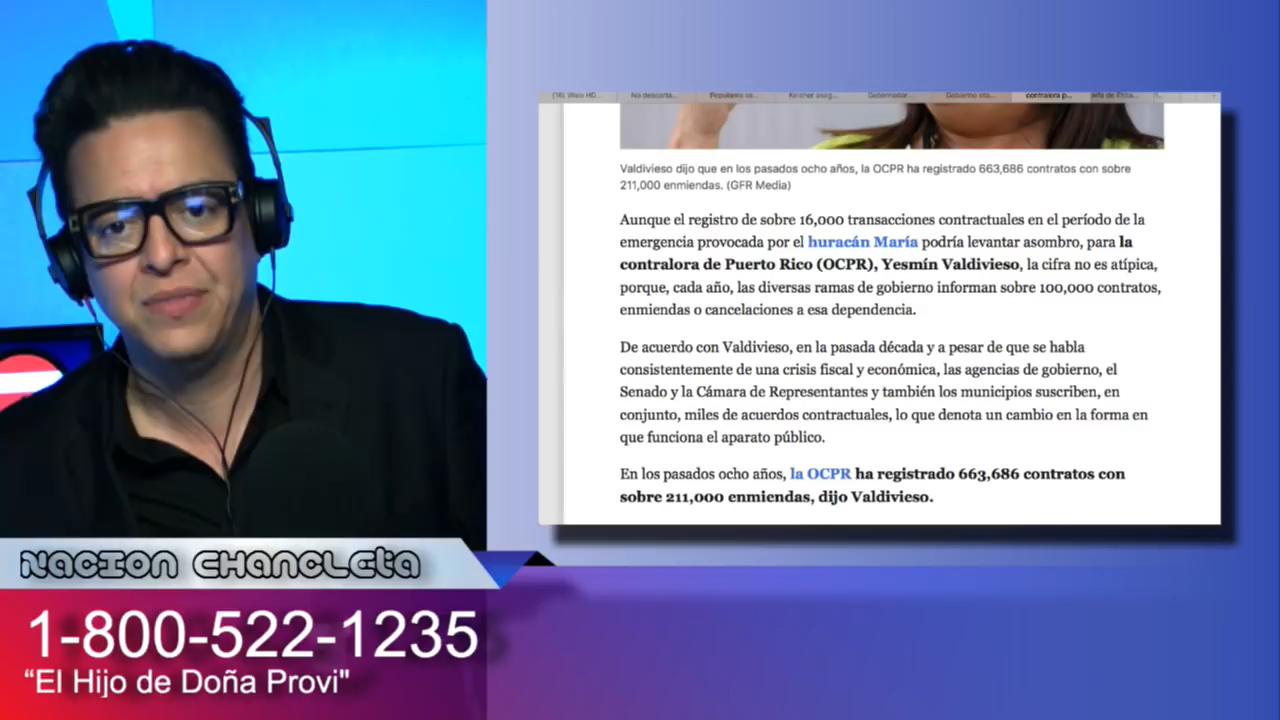 contralora p...
Valdivieso dijo que en los pasados ocho años, la OCPR ha registrado 663,686 contratos con sobre
211,000 enmiendas. (GFR Media)
Aunque el registro de sobre 16,000 transacciones contractuales en el período de la
emergencia provocada por el huracán María podría levantar asombro, para la
contralora de Puerto Rico (OCPR), Yesmín Valdivieso, la cifra no es atípica,
porque, cada año, las diversas ramas de gobierno informan sobre 100,000 contratos,
enmiendas o cancelaciones a esa dependencia.
De acuerdo con Valdivieso, en la pasada década y a pesar de que se habla
consistentemente de una crisis fiscal y económica, las agencias de gobierno, el
Senado y la Cámara de Representantes y también los municipios suscriben, en
conjunto, miles de acuerdos contractuales, lo que denota un cambio en la forma en
que funciona el aparato público.
En los pasados ocho años, la OCPR ha registrado 663,686 contratos con
sobre 211,000 enmiendas, dijo Valdivieso.
Nacion Chancleta
1-800-522-1235
“El Hijo de Doña Provi"